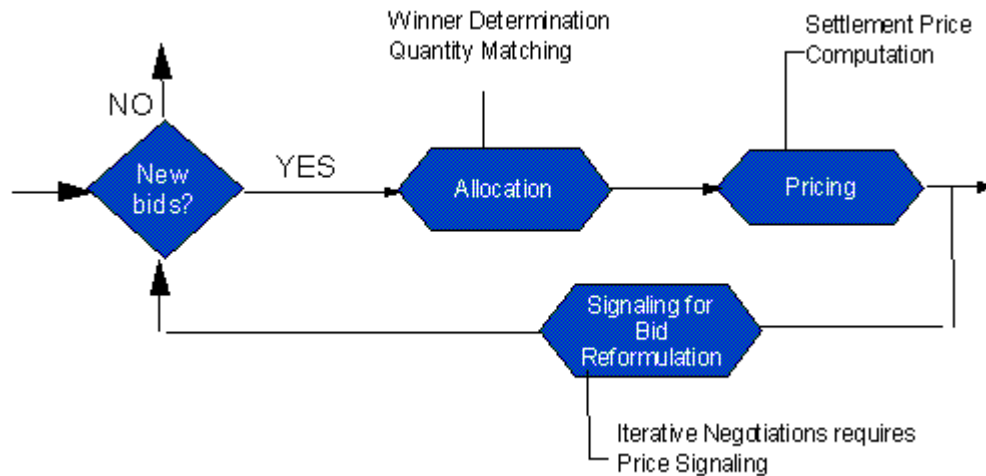 Winner Determination
Quantity Matching
Settlement Price
Computation
NO
YES
New
bids?
Allocation
Pricing
Signaling for
Bid
Reformulation
Iterative Negotiations requires
Price Signaling